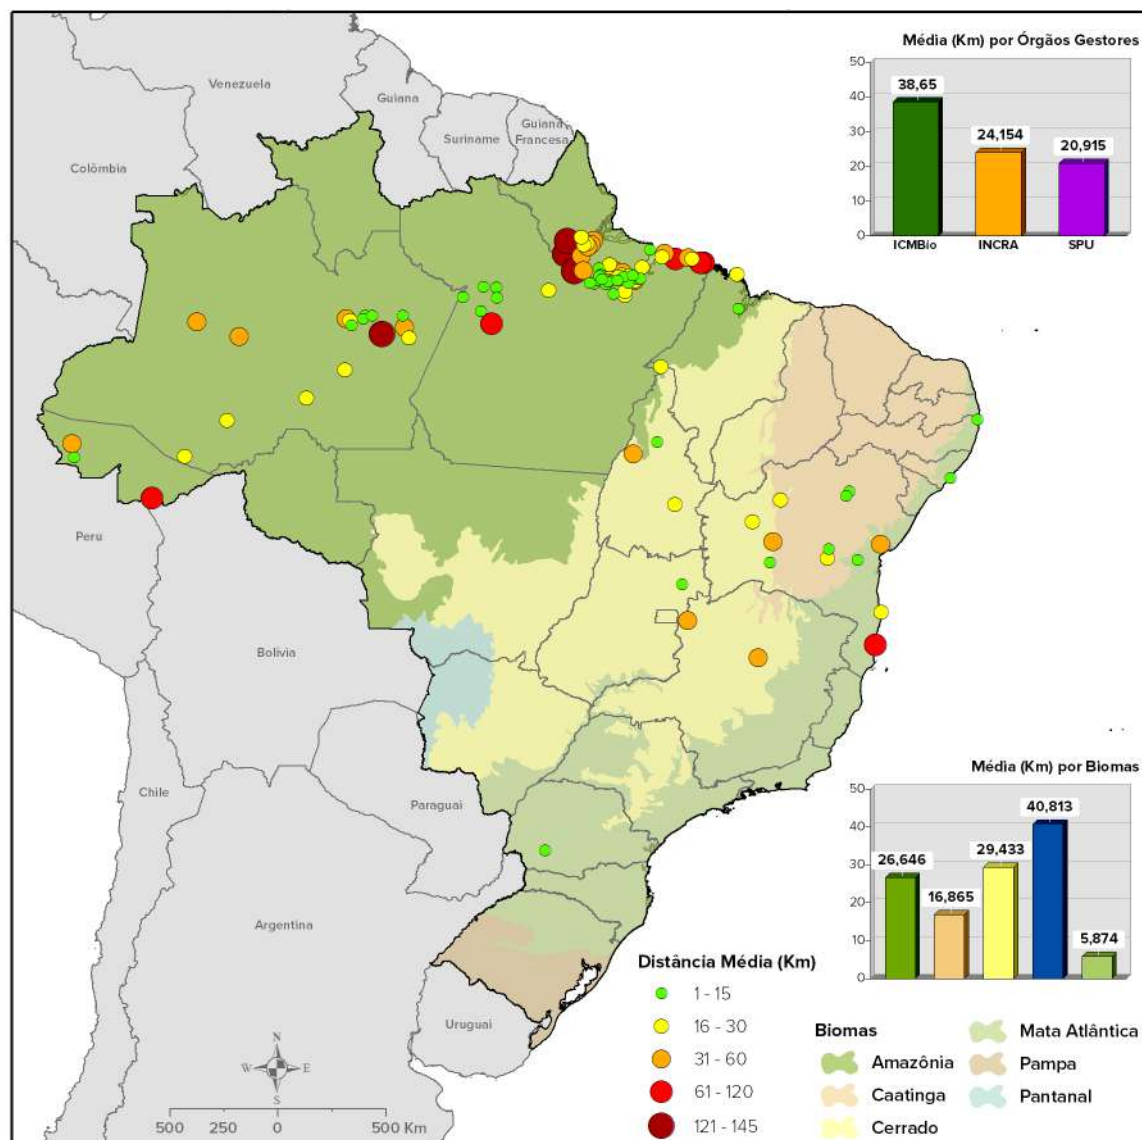 Média (Km) por Órgãos Gestores
50
40
30
20
10
0
38,65
24,154
20,915
ICMBio
INCRA
SPU
Venezuela
Guiana
Suriname
Guiana
Francesa
Colômbia
Peru
Bolivia
Chile
Paraguai
Argentina
Uruguai
Média (Km) por Biomas
50
40
30
20
10
0
26,646
16,865
29,433
40,813
5,874
Distância Média (Km)
1 - 15
16 - 30
31 - 60
61 - 120
121 - 145
Biomas
Amazônia
Caatinga
Cerrado
Mata Atlântica
Pampa
Pantanal
N
W
E
S
500 250 0 500 Km